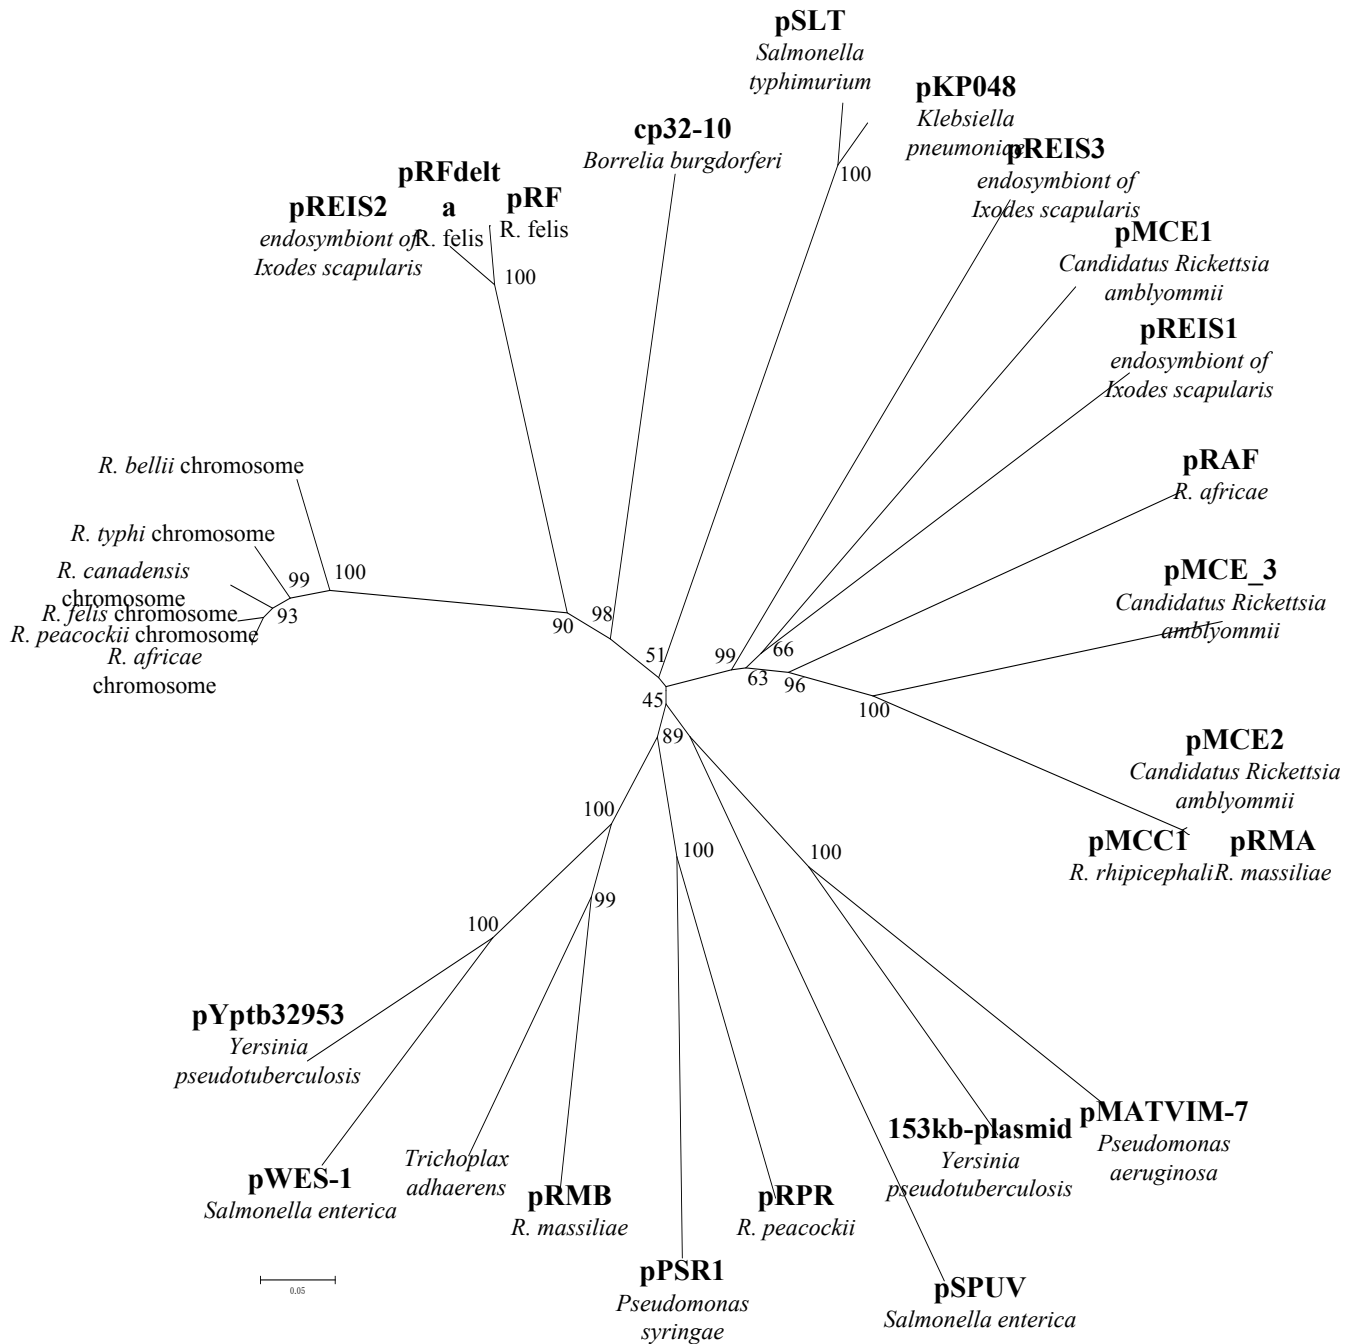 pSLT
Salmonella
typhimurium
pKP048
Klebsiella
pneumoniae
cp32-10
Borrelia burgdorferi
pREIS3
endosymbiont of
Ixodes scapularis
pRFdelt
a
R. felis
pRF
R. felis
pREIS2
endosymbiont of
Ixodes scapularis
100
100
pMCE1
Candidatus Rickettsia
amblyommii
pREIS1
endosymbiont of
Ixodes scapularis
pRAF
R. africae
R. bellii chromosome
R. typhi chromosome
R. canadensis
chromosome
R. felis chromosome
R. peacockii chromosome
R. africae
chromosome
99
100
93
90
98
51
45
99
66
63
96
100
pMCE_3
Candidatus Rickettsia
amblyommii
pMCE2
Candidatus Rickettsia
amblyommii
pMCC1
R. rhipicephali
pRMA
R. massiliae
89
100
100
100
99
100
pYptb32953
Yersinia
pseudotuberculosis
pWES-1
Salmonella enterica
Trichoplax
adhaerens
pRMB
R. massiliae
pPSR1
Pseudomonas
syringae
pRPR
R. peacockii
153kb-plasmid
Yersinia
pseudotuberculosis
pMATVIM-7
Pseudomonas
aeruginosa
pSPUV
Salmonella enterica
0.05